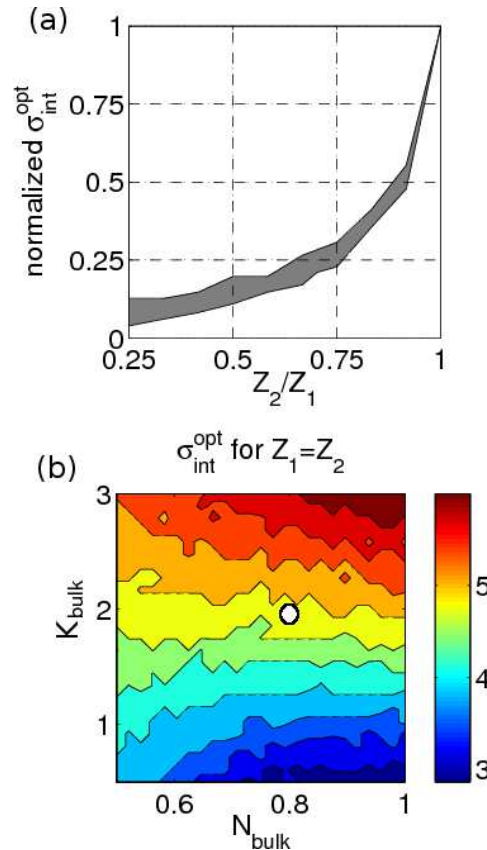 (a)
normalized σ_int^opt
1
0.75
0.5
0.25
0
0.25
0.5
0.75
1
Z_2/Z_1
(b)
σ_int^opt for Z_1=Z_2
K_bulk
3
2
1
0.6
0.8
1
N_bulk
5
4
3